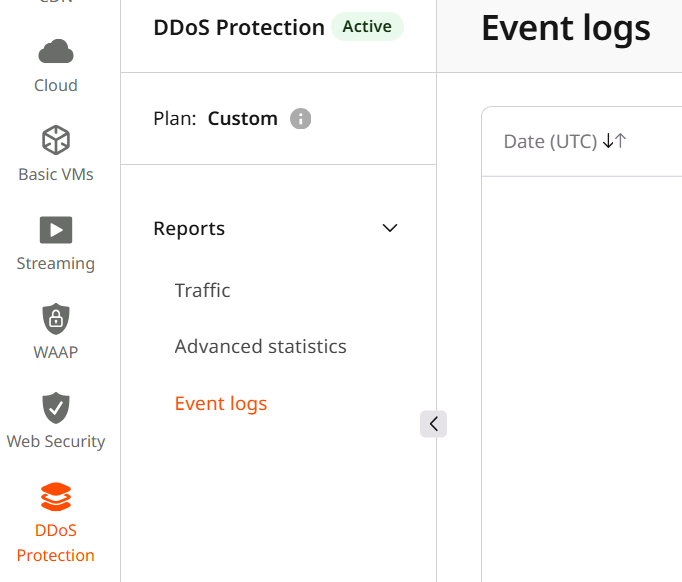 CDN
Cloud
Basic VMs
Streaming
WAAP
Web Security
DDoS
Protection
DDoS Protection Active
Plan: Custom
Reports
Traffic
Advanced statistics
Event logs
Event logs
Date (UTC)